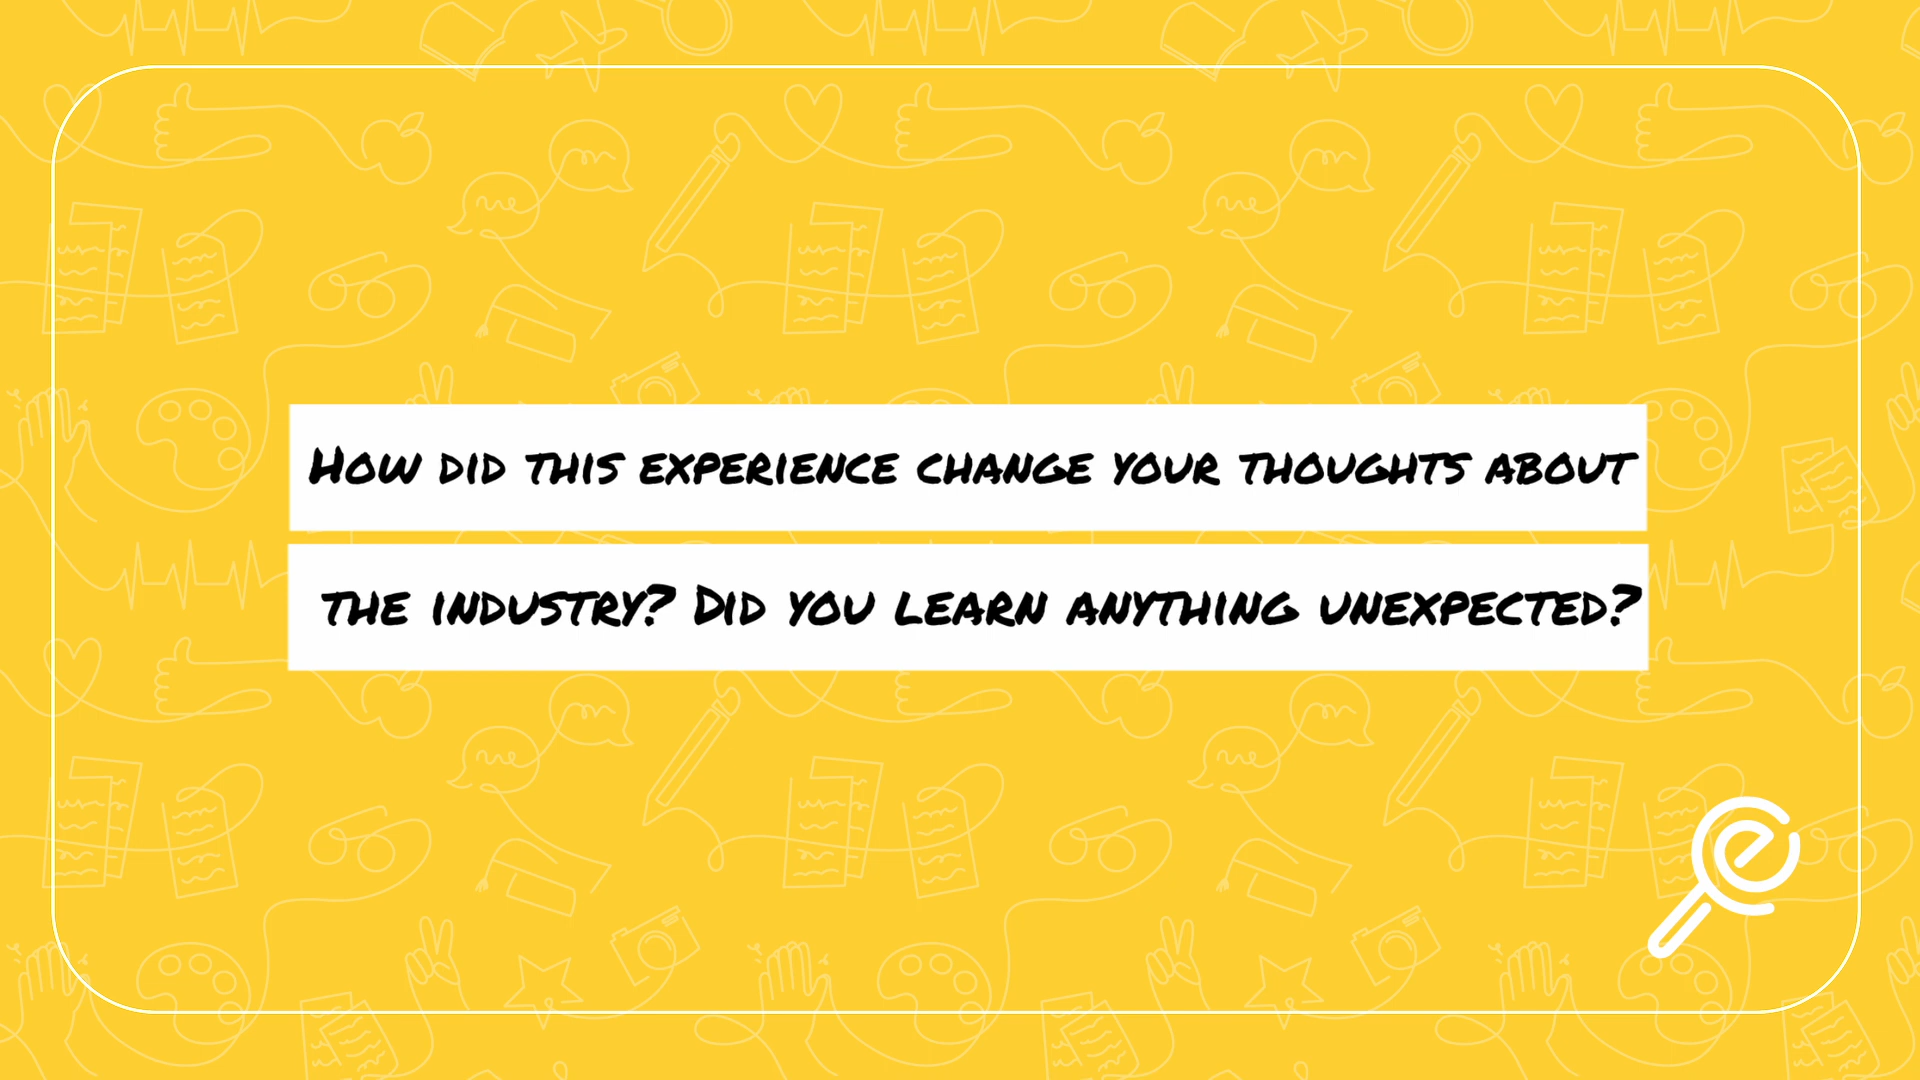 How did this experience change your thoughts about
the industry? Did you learn anything unexpected?